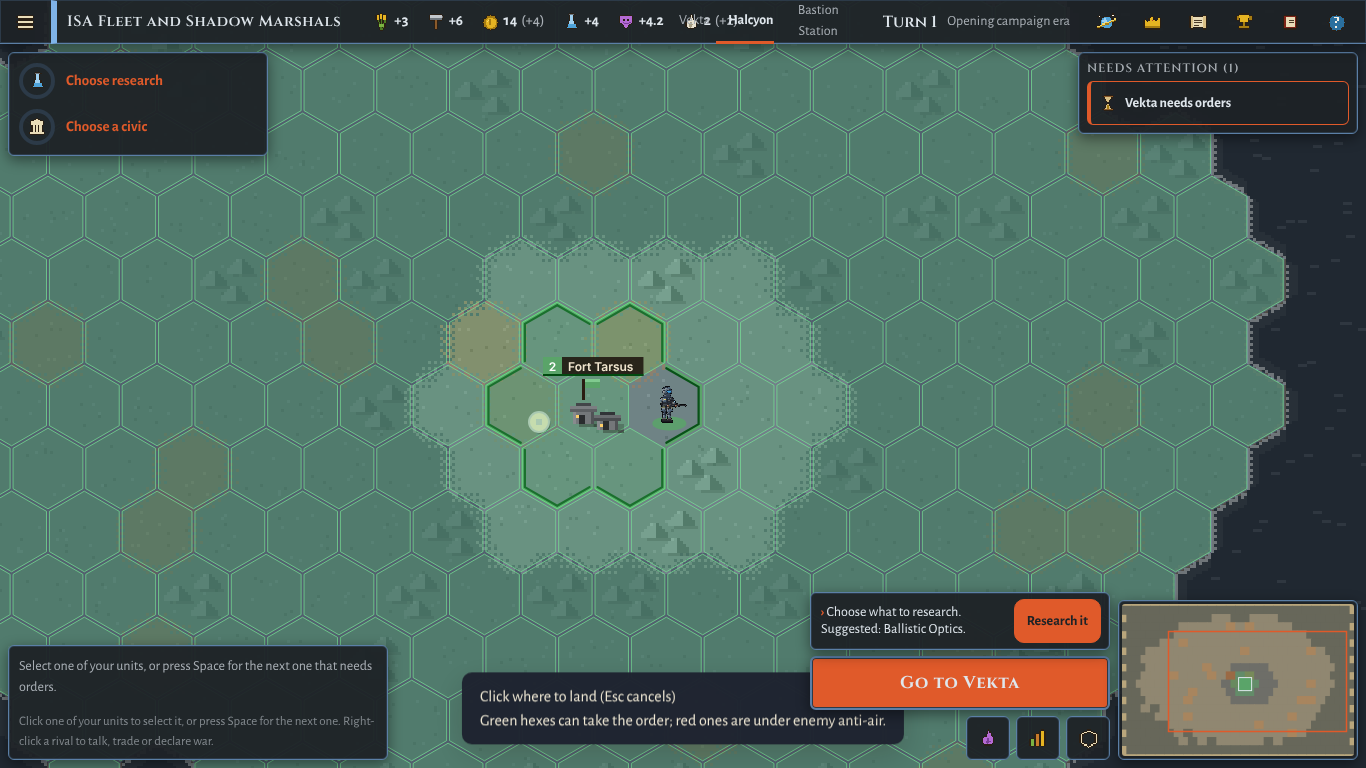 ISA Fleet and Shadow Marshals
+3
+6
14 (+4)
+4
+4.2
2
Halcyon
Bastion
Station
Turn 1
Opening campaign era
Choose research
Choose a civic
Needs attention (1)
Vekta needs orders
2 Fort Tarsus
› Choose what to research.
Suggested: Ballistic Optics.
Research it
Go to Vekta
Select one of your units, or press Space for the next one that needs
orders.
Click one of your units to select it, or press Space for the next one. Right-
click a rival to talk, trade or declare war.
Click where to land (Esc cancels)
Green hexes can take the order; red ones are under enemy anti-air.